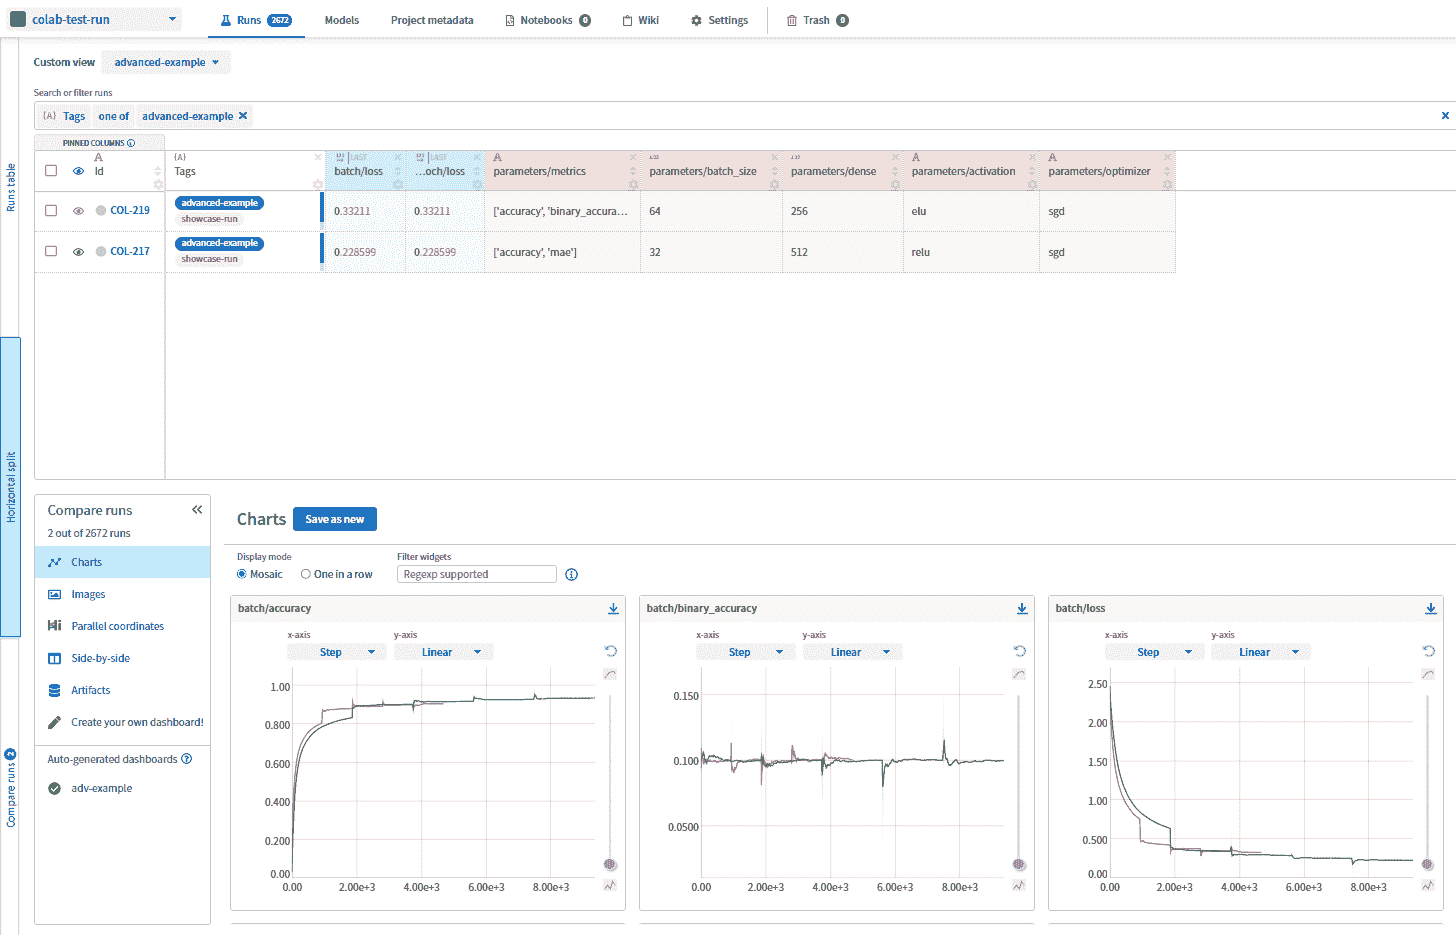 colab-test-run
Runs 2672
Models
Project metadata
Notebooks 0
Wiki
Settings
Trash 0
Custom view
advanced-example
Search or filter runs
(A) Tags one of advanced-example
PINNED COLUMNS
A
Id
(A)
Tags
LAST
batch/loss
LAST
...och/loss
A
parameters/metrics
parameters/batch_size
parameters/dense
A
parameters/activation
A
parameters/optimizer
COL-219
advanced-example
showcase-run
0.33211
0.33211
['accuracy', 'binary_accura...
64
256
elu
sgd
COL-217
advanced-example
showcase-run
0.228599
0.228599
['accuracy', 'mae']
32
512
relu
sgd
Runs table
Horizontal split
Compare runs 2
Compare runs
2 out of 2672 runs
Charts
Images
Parallel coordinates
Side-by-side
Artifacts
Create your own dashboard!
Auto-generated dashboards
adv-example
Charts
Save as new
Display mode
Mosaic
One in a row
Filter widgets
Regexp supported
batch/accuracy
x-axis
Step
y-axis
Linear
1.00
0.800
0.600
0.400
0.200
0.00
0.00 2.00e+3 4.00e+3 6.00e+3 8.00e+3
batch/binary_accuracy
x-axis
Step
y-axis
Linear
0.150
0.100
0.0500
0.00 2.00e+3 4.00e+3 6.00e+3 8.00e+3
batch/loss
x-axis
Step
y-axis
Linear
2.50
2.00
1.50
1.00
0.500
0.00
0.00 2.00e+3 4.00e+3 6.00e+3 8.00e+3